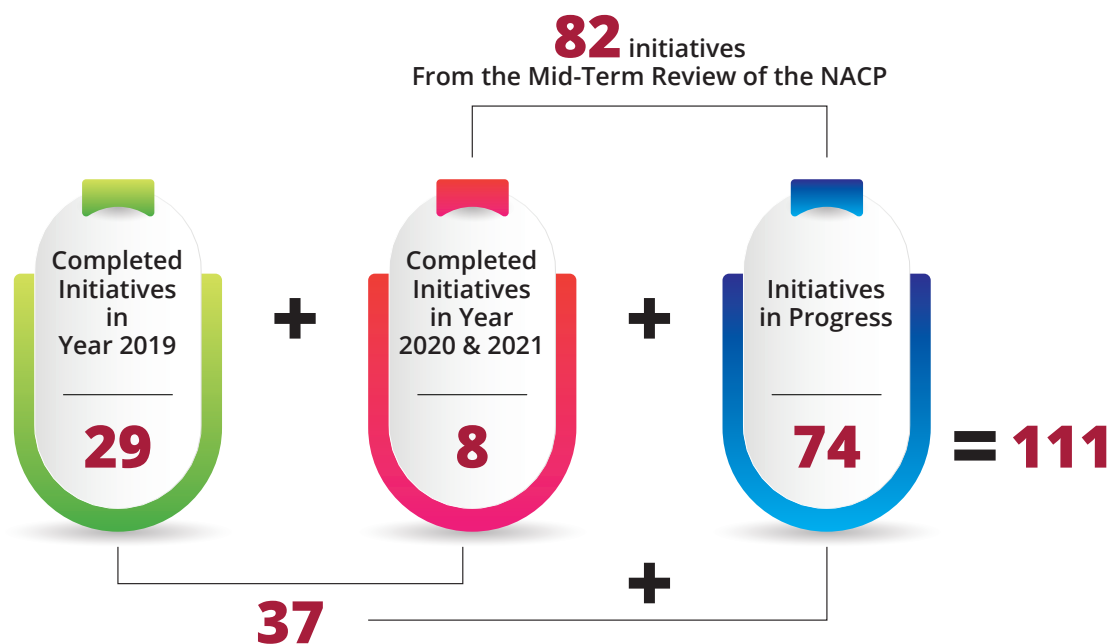 82 initiatives
From the Mid-Term Review of the NACP
Completed
Initiatives
in
Year 2019
29
+
Completed
Initiatives
in Year
2020 & 2021
8
+
Initiatives
in Progress
74
= 111
37
+